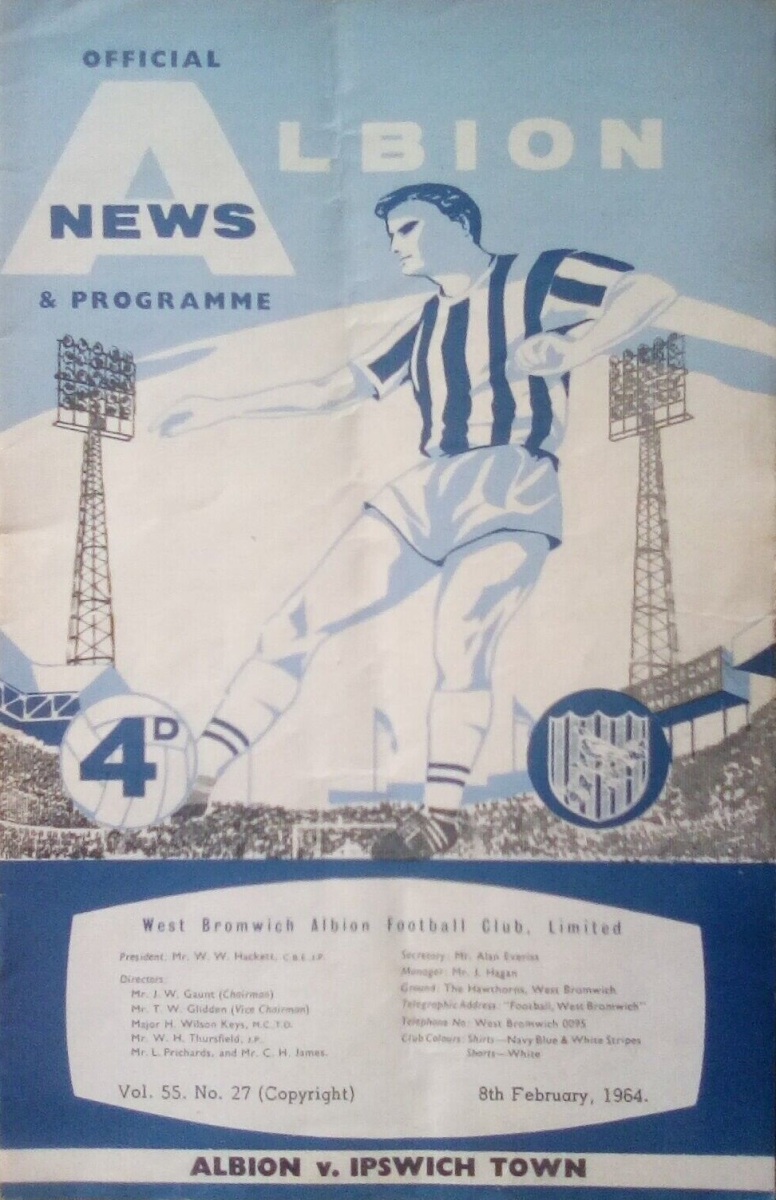 OFFICIAL
ALBION
NEWS
& PROGRAMME
4D
West Bromwich Albion Football Club, Limited
President: Mr. W. W. Hackett, C.B.E. J.P.
Directors:
Mr. J. W. Gaunt (Chairman)
Mr. T. W. Glidden (Vice Chairman)
Major H. Wilson Keys, M.C., T.D.
Mr. W. H. Thursfield, J.P.
Mr. L. Prichards, and Mr. C. H. James.
Secretary: Mr. Alan Everiss
Manager: Mr. J. Hagan
Ground: The Hawthorns, West Bromwich
Telegraphic Address: "Football, West Bromwich"
Telephone No: West Bromwich 0095
Club Colours: Shirts—Navy Blue & White Stripes
Shorts—White
Vol. 55. No. 27 (Copyright)
8th February, 1964.
ALBION v. IPSWICH TOWN